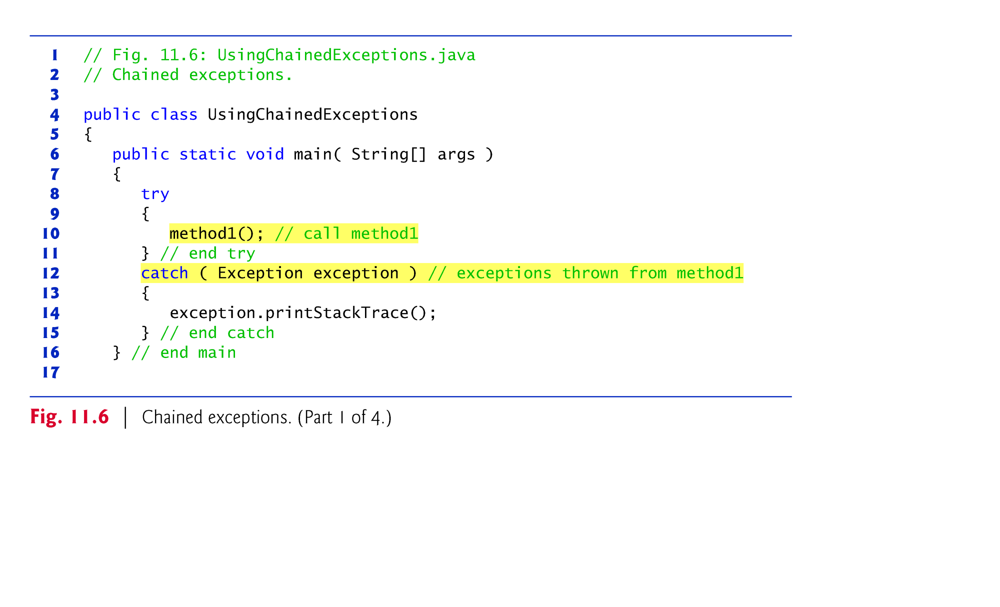 1 // Fig. 11.6: UsingChainedExceptions.java
2 // Chained exceptions.
3
4 public class UsingChainedExceptions
5 {
6 public static void main( String[] args )
7 {
8 try
9 {
10 method1(); // call method1
11 } // end try
12 catch ( Exception exception ) // exceptions thrown from method1
13 {
14 exception.printStackTrace();
15 } // end catch
16 } // end main
17
Fig. 11.6 | Chained exceptions. (Part 1 of 4.)